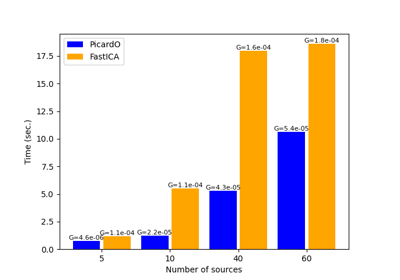 PicardO
FastICA
G=4.6e-06
G=1.1e-04
G=2.2e-05
G=1.1e-04
G=4.3e-05
G=1.6e-04
G=5.4e-05
G=1.8e-04
17.5
15.0
12.5
10.0
7.5
5.0
2.5
0.0
Time (sec.)
5 10 40 60
Number of sources